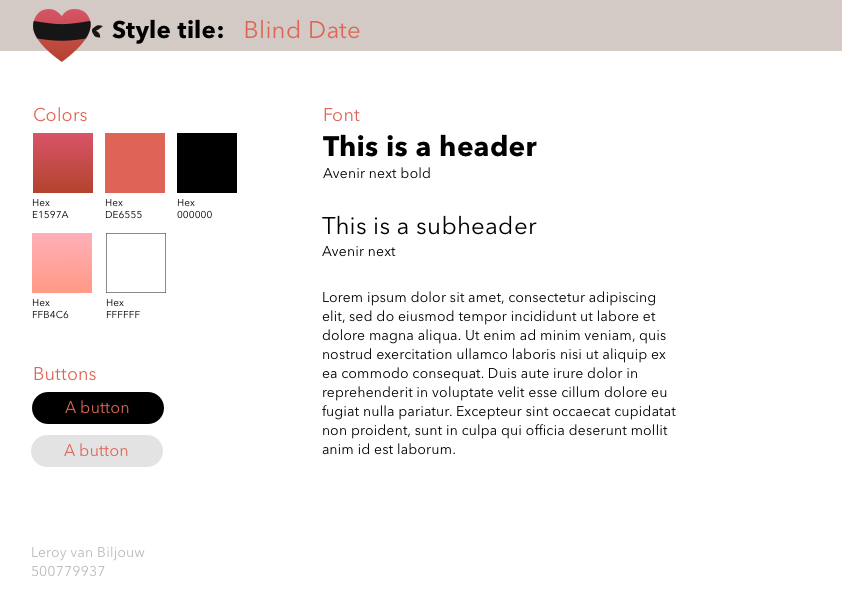 Style tile: Blind Date
Colors
Hex
E1597A
Hex
DE6555
Hex
000000
Hex
FFB4C6
Hex
FFFFFF
Buttons
A button
A button
Font
This is a header
Avenir next bold
This is a subheader
Avenir next
Lorem ipsum dolor sit amet, consectetur adipiscing
elit, sed do eiusmod tempor incididunt ut labore et
dolore magna aliqua. Ut enim ad minim veniam, quis
nostrud exercitation ullamco laboris nisi ut aliquip ex
ea commodo consequat. Duis aute irure dolor in
reprehenderit in voluptate velit esse cillum dolore eu
fugiat nulla pariatur. Excepteur sint occaecat cupidatat
non proident, sunt in culpa qui officia deserunt mollit
anim id est laborum.
Leroy van Biljouw
500779937